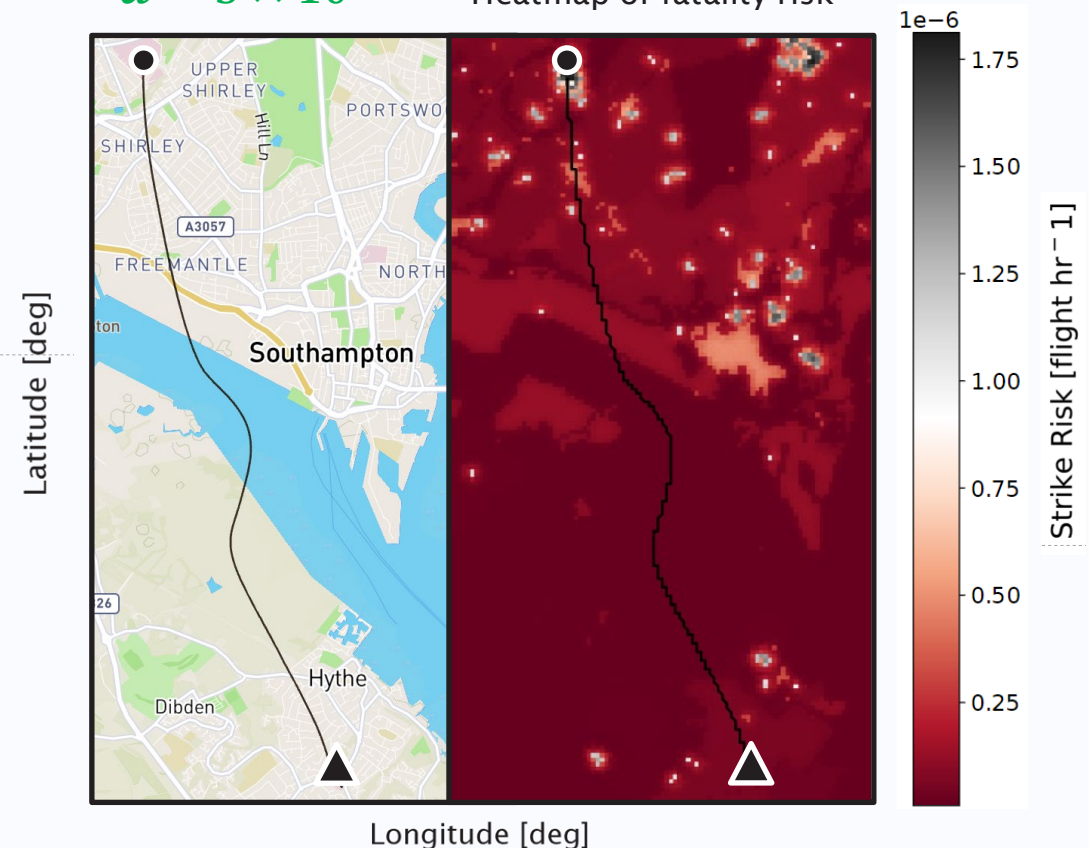 Heatmap of fatality risk
1e−6
UPPER
SHIRLEY
PORTSWO
Hill Ln
SHIRLEY
A3057
FREEMANTLE
NORTH
ton
Southampton
26
Hythe
Dibden
Latitude [deg]
Longitude [deg]
1.75
1.50
1.25
1.00
0.75
0.50
0.25
Strike Risk [flight hr⁻ 1]